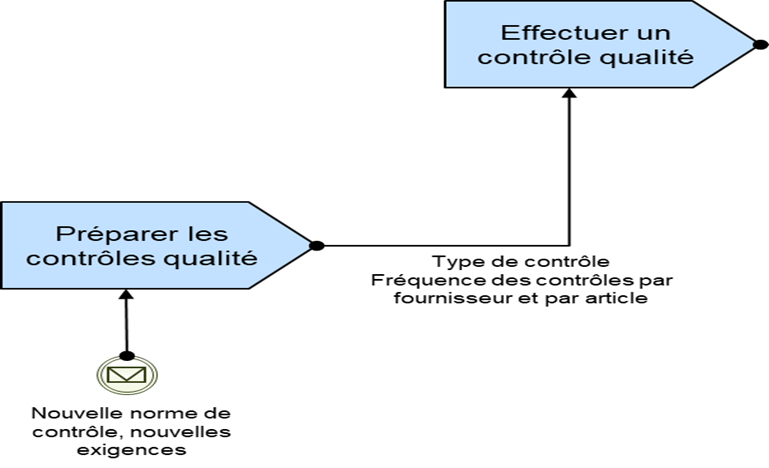 Effectuer un
contrôle qualité
Préparer les
contrôles qualité
Type de contrôle
Fréquence des contrôles par
fournisseur et par article
Nouvelle norme de
contrôle, nouvelles
exigences